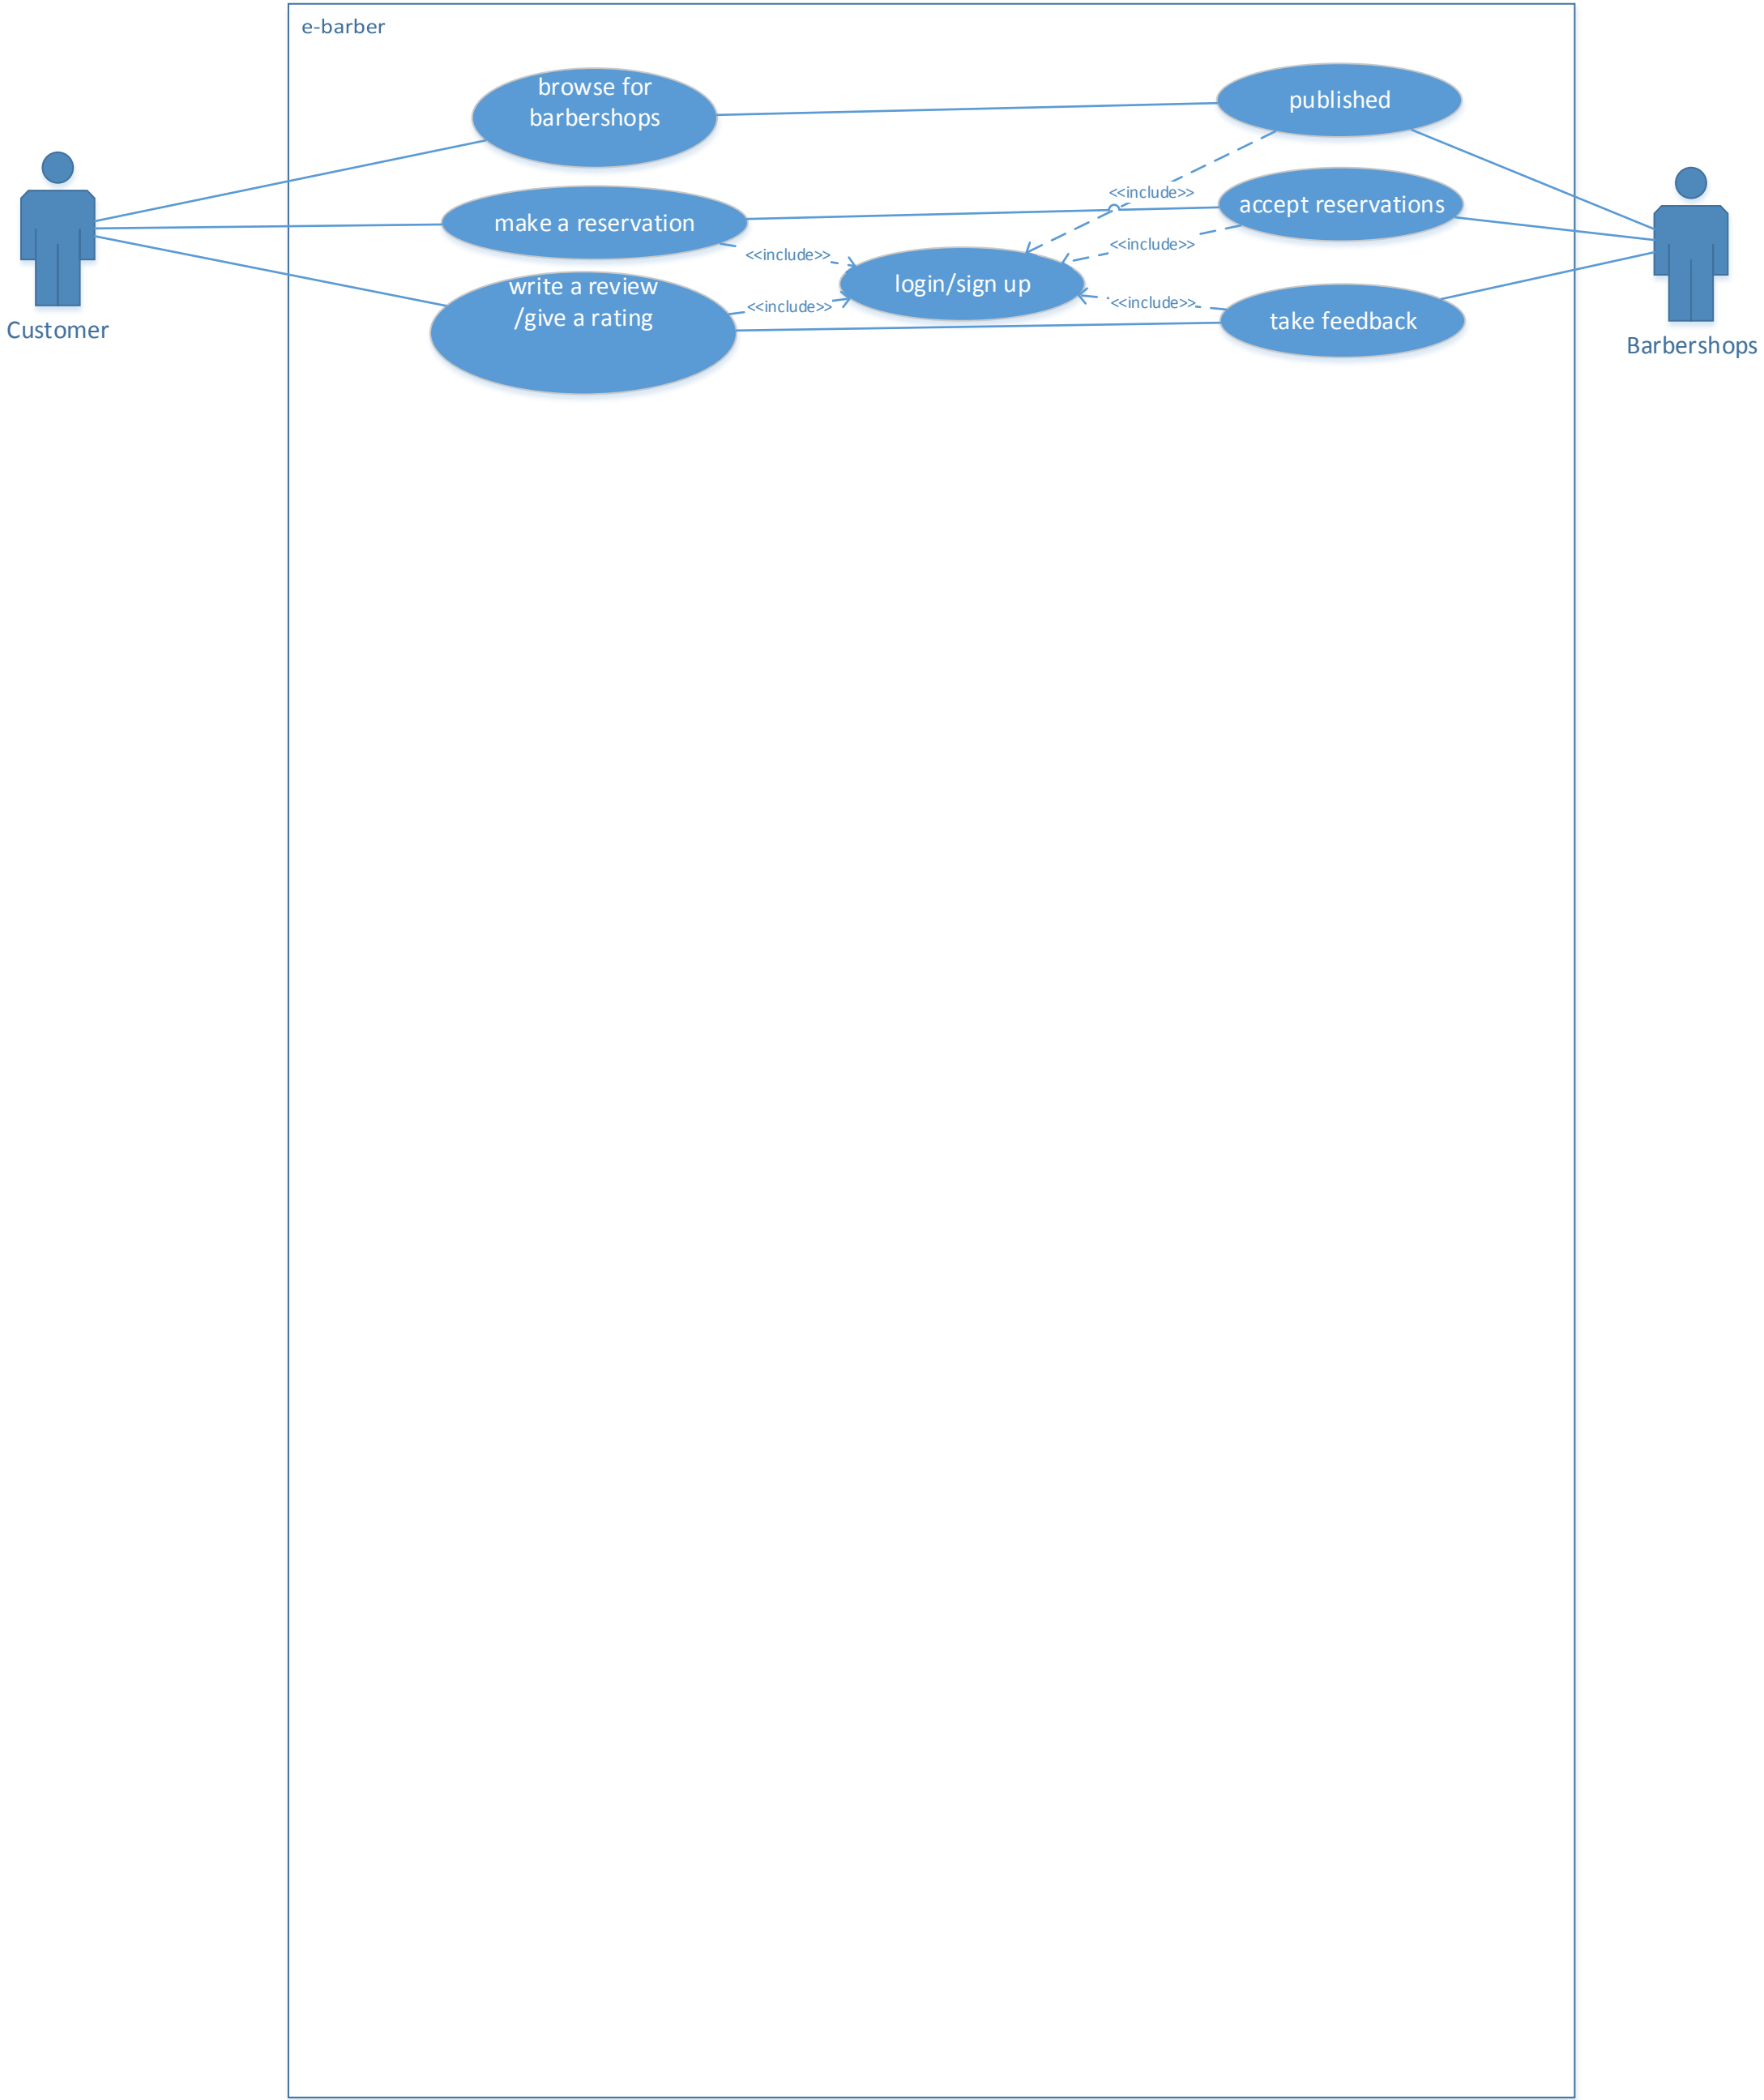 e-barber
browse for
barbershops
published
<<include>>
accept reservations
make a reservation
<<include>>
<<include>>
login/sign up
write a review
/give a rating
<<include>>
<<include>>
take feedback
Customer
Barbershops